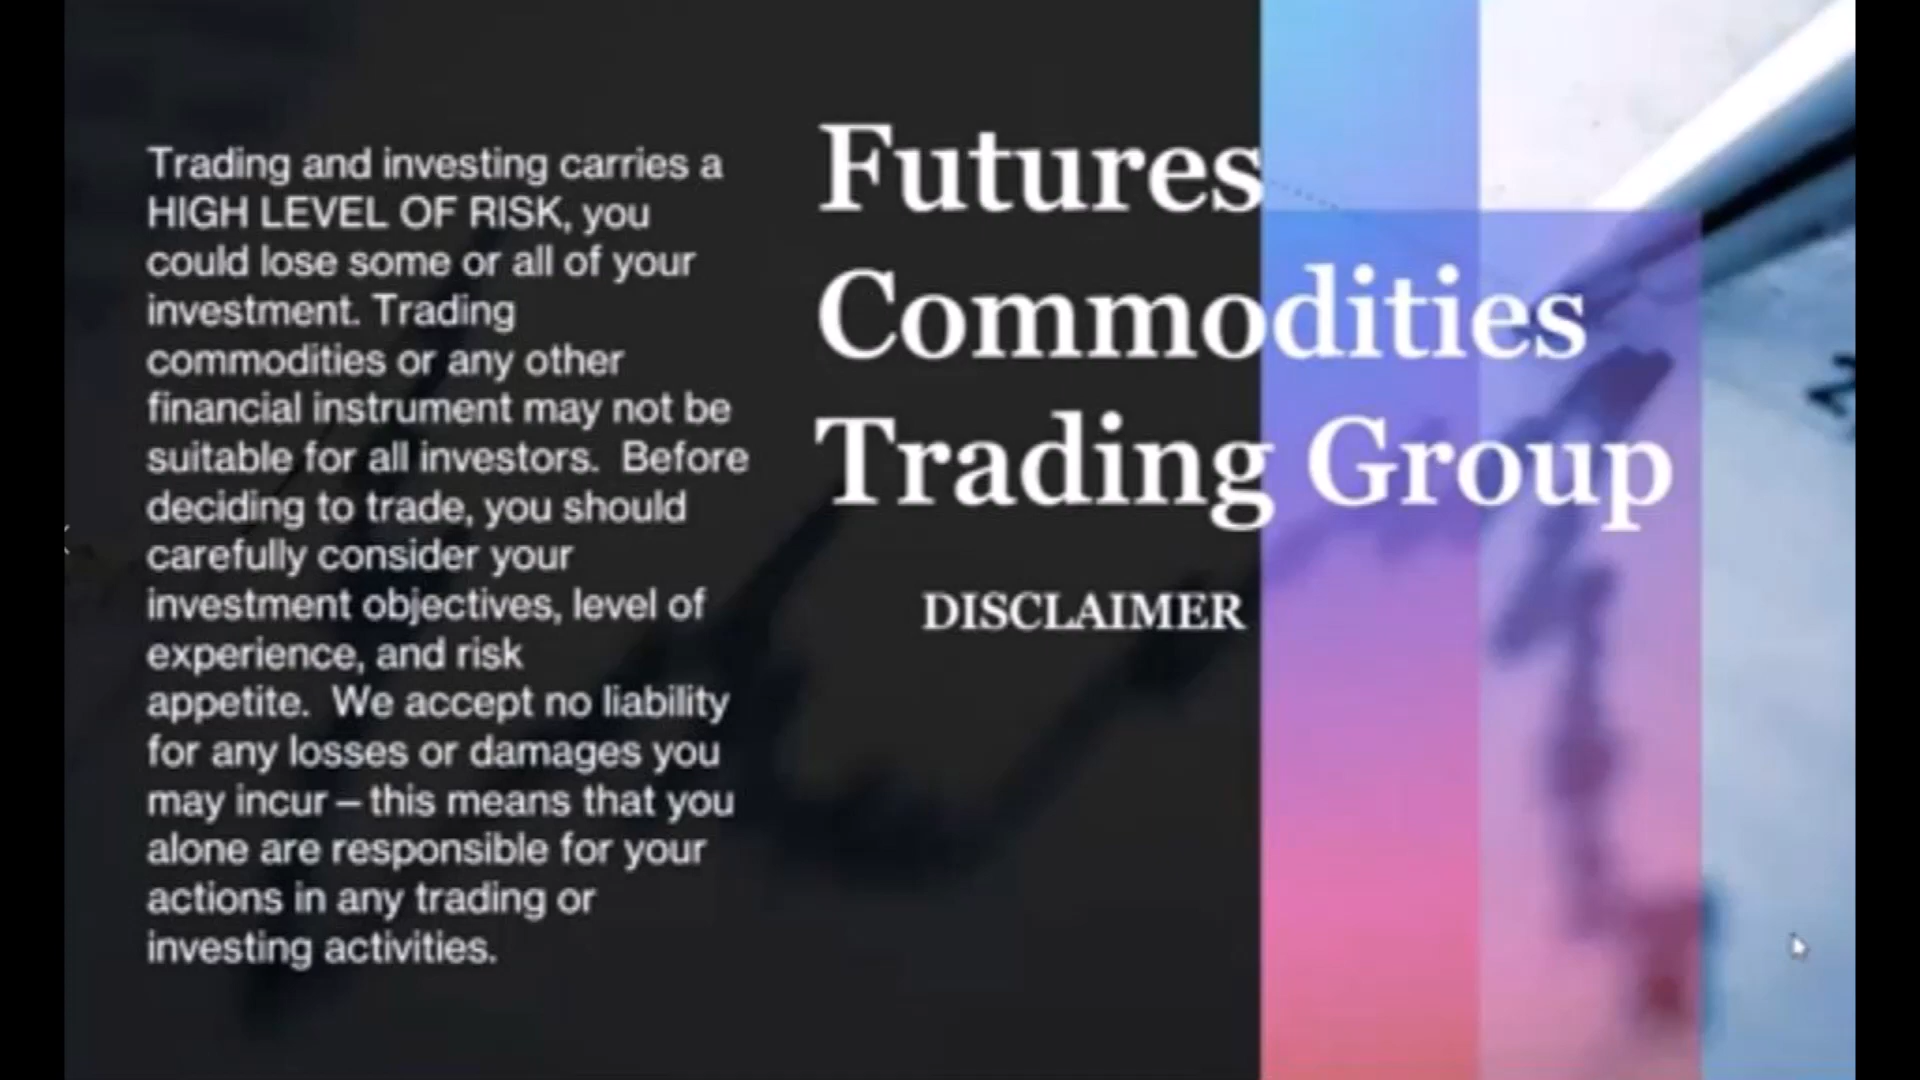 Trading and investing carries a
HIGH LEVEL OF RISK, you
could lose some or all of your
investment. Trading
commodities or any other
financial instrument may not be
suitable for all investors.  Before
deciding to trade, you should
carefully consider your
investment objectives, level of
experience, and risk
appetite.  We accept no liability
for any losses or damages you
may incur – this means that you
alone are responsible for your
actions in any trading or
investing activities.
Futures
Commodities
Trading Group
DISCLAIMER